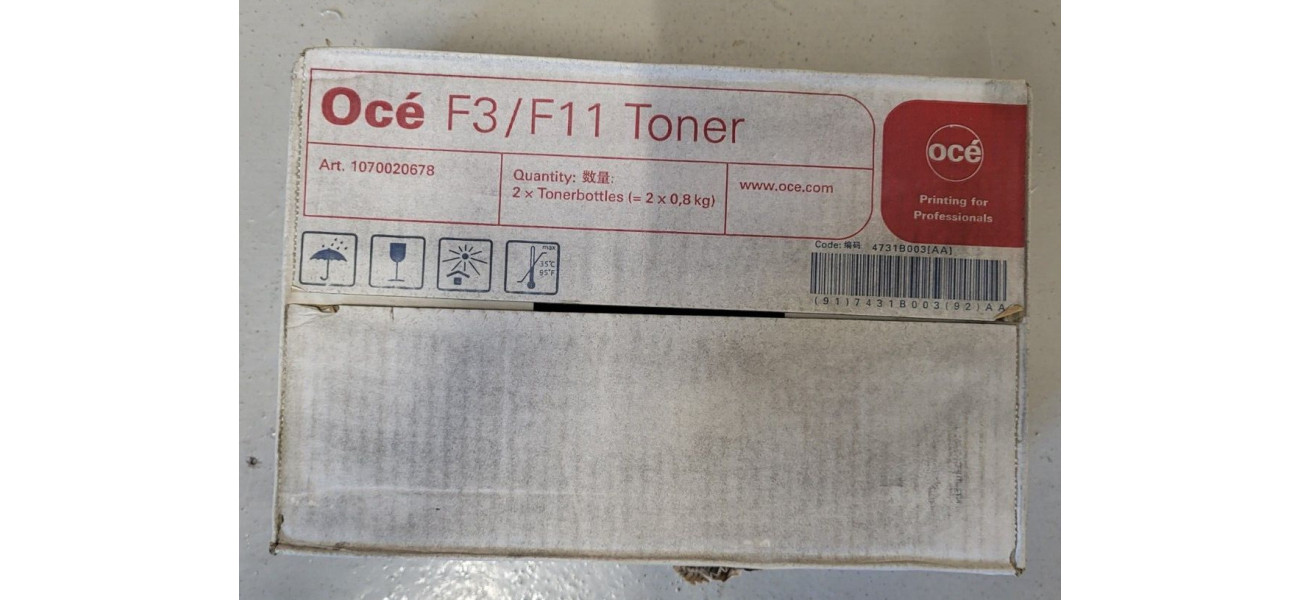 Océ F3/F11 Toner
Art. 1070020678
Quantity: 数量:
2 x Tonerbottles (= 2 x 0,8 kg)
www.oce.com
océ
Printing for
Professionals
max
35°C
95°F
Code: 编码 4731B003[AA]
(91)7431B003(92)AA